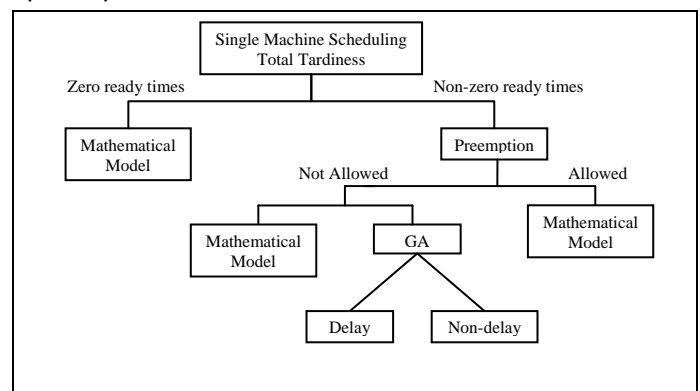 Single Machine Scheduling
Total Tardiness
Zero ready times
Non-zero ready times
Mathematical
Model
Preemption
Not Allowed
Allowed
Mathematical
Model
GA
Mathematical
Model
Delay
Non-delay